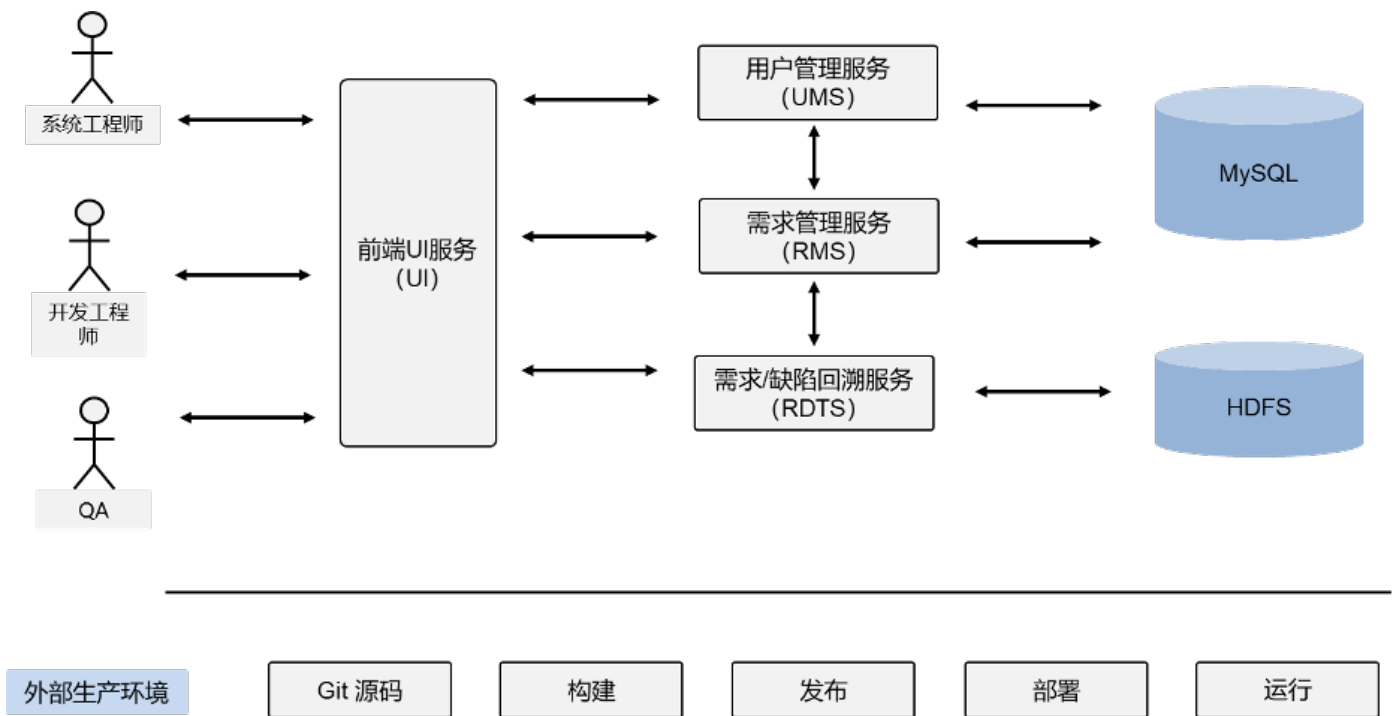 系统工程师
开发工程
师
QA
前端UI服务
(UI)
用户管理服务
(UMS)
需求管理服务
(RMS)
需求/缺陷回溯服务
(RDTS)
MySQL
HDFS
外部生产环境
Git 源码
构建
发布
部署
运行